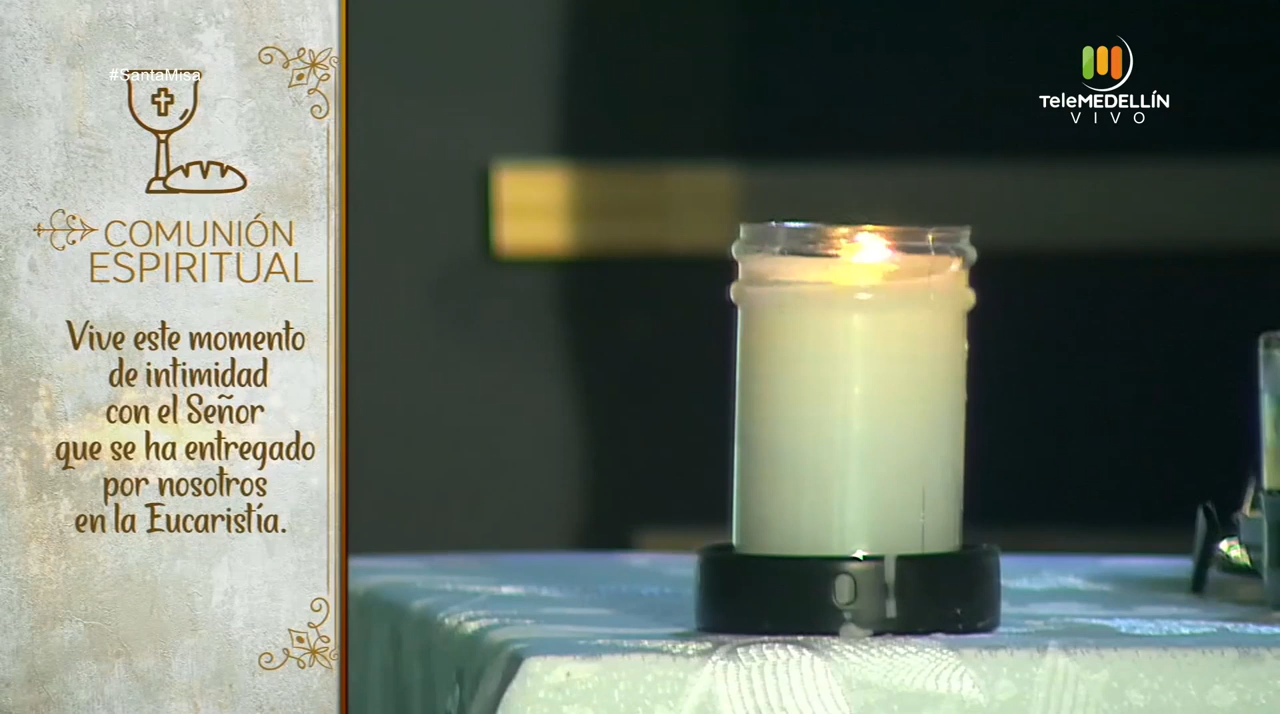 #SantaMisa
COMUNIÓN
ESPIRITUAL
Vive este momento
de intimidad
con el Señor
que se ha entregado
por nosotros
en la Eucaristía.
TeleMEDELLÍN
VIVO